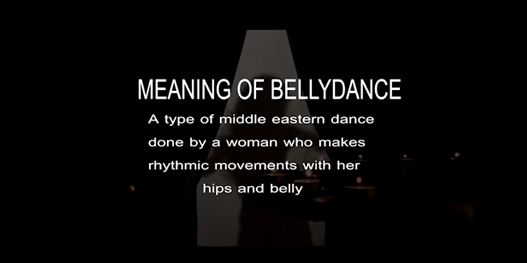 MEANING OF BELLYDANCE
A type of middle eastern dance
done by a woman who makes
rhythmic movements with her
hips and belly